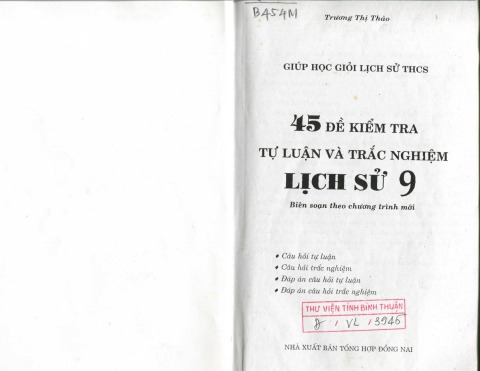 B454M
Trương Thị Thảo
GIÚP HỌC GIỎI LỊCH SỬ THCS
45 ĐỀ KIỂM TRA
TỰ LUẬN VÀ TRẮC NGHIỆM
LỊCH SỬ 9
Biên soạn theo chương trình mới
♦ Câu hỏi tự luận
♦ Câu hỏi trắc nghiệm
♦ Đáp án câu hỏi tự luận
♦ Đáp án câu hỏi trắc nghiệm
THƯ VIỆN TỈNH BÌNH THUẬN
/ VL / 3946
NHÀ XUẤT BẢN TỔNG HỢP ĐỒNG NAI